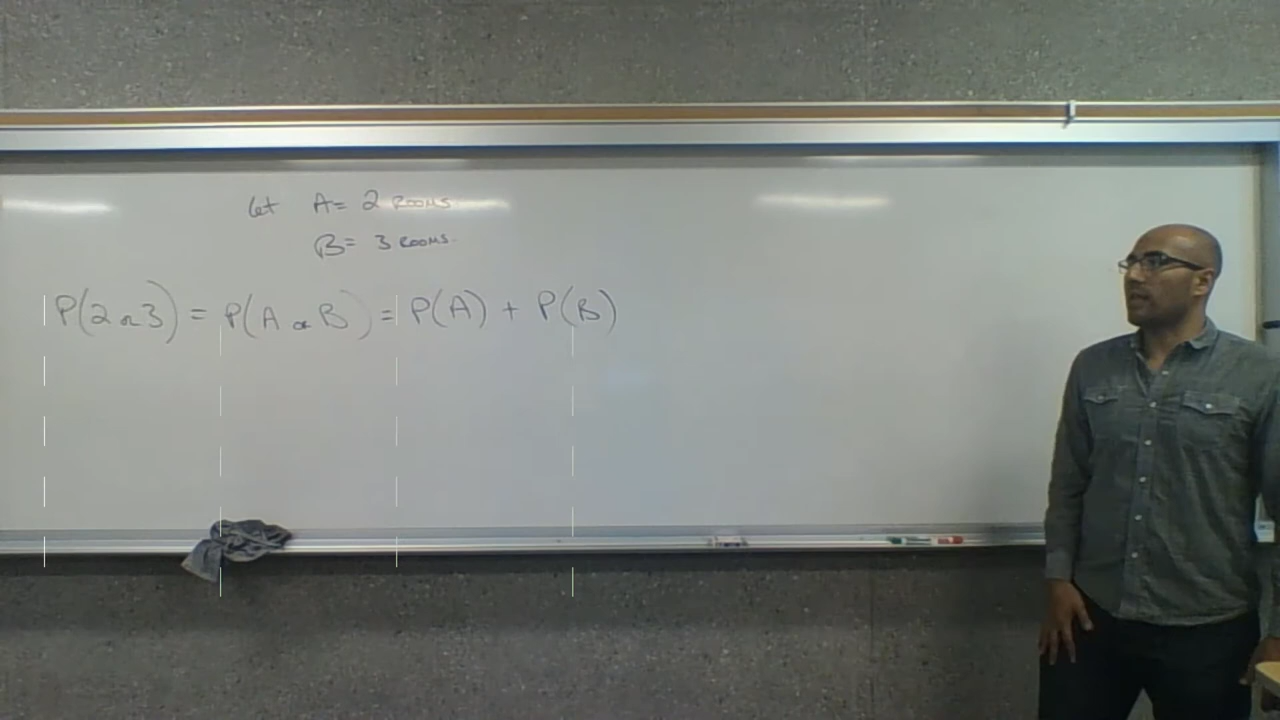 let A= 2 ROOMS.
B= 3 ROOMS.
P(2 or 3) = P(A or B) = P(A) + P(B)